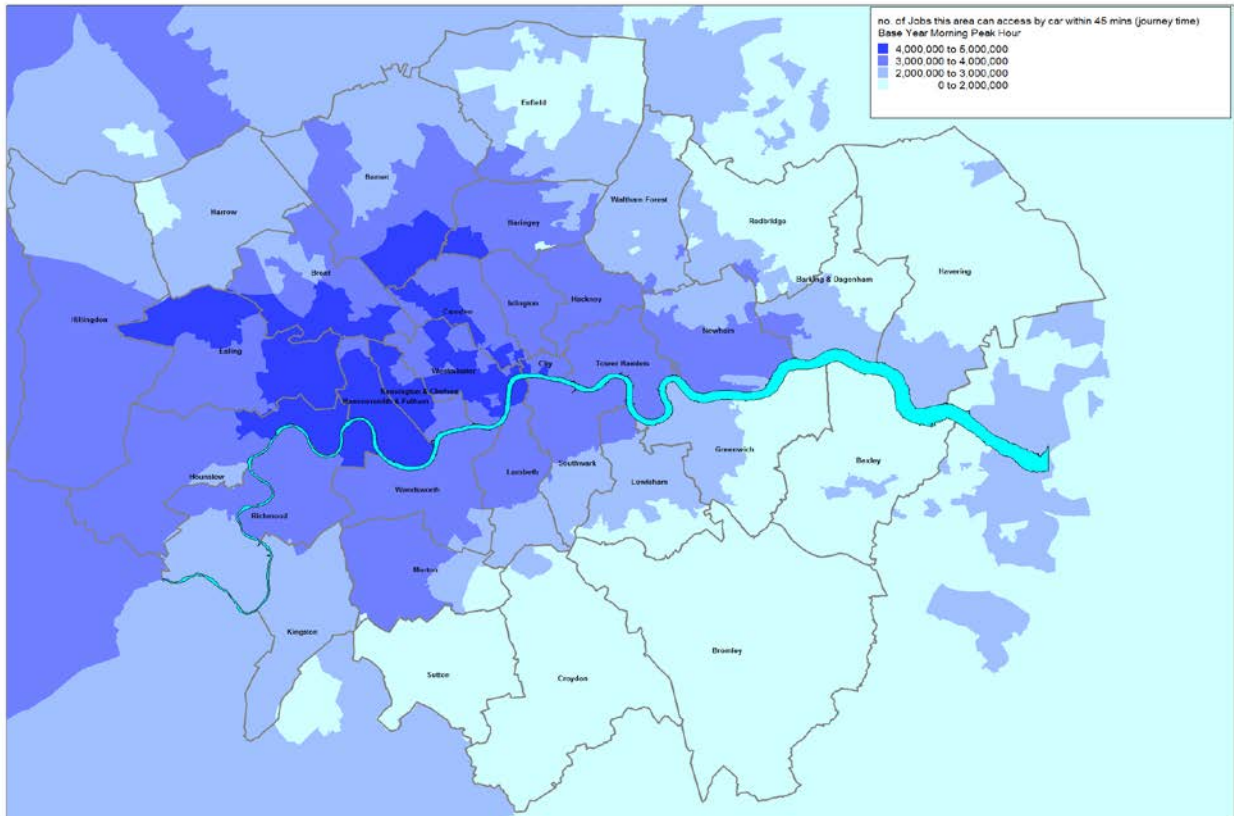 no. of Jobs this area can access by car within 45 mins (journey time)
Base Year Morning Peak Hour
4,000,000 to 5,000,000
3,000,000 to 4,000,000
2,000,000 to 3,000,000
0 to 2,000,000
Enfield
Barnet
Harrow
Haringey
Waltham Forest
Redbridge
Havering
Brent
Barking & Dagenham
Hillingdon
Camden
Islington
Hackney
Newham
Ealing
Westminster
City
Tower Hamlets
Kensington & Chelsea
Hammersmith & Fulham
Hounslow
Lambeth
Southwark
Greenwich
Bexley
Wandsworth
Lewisham
Richmond
Merton
Kingston
Sutton
Croydon
Bromley